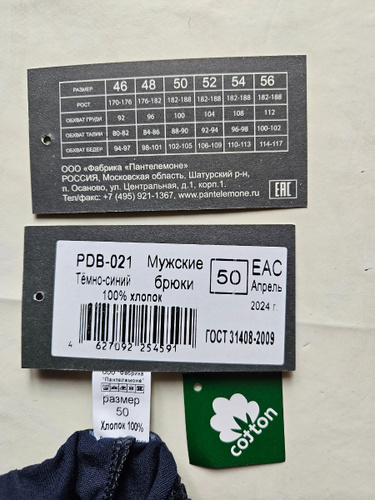 РАЗМЕР 46 48 50 52 54 56
РОСТ 170-176 176-182 182-188 182-188 182-188 182-188
ОБХВАТ ГРУДИ 92 96 100 104 108 112
ОБХВАТ ТАЛИИ 80-82 84-86 88-90 92-94 96-98 100-102
ОБХВАТ БЕДЕР 94-97 98-101 102-105 106-109 110-113 114-117
ООО «Фабрика «Пантелемоне»
РОССИЯ, Московская область, Шатурский р-н,
п. Осаново, ул. Центральная, д.1. корп.1.
Тел/факс: +7 (495) 921-1367, www.pantelemone.ru
EAC
PDB-021 Мужские 50 EAC
Тёмно-синий брюки Апрель
100% хлопок 2024 г.
ГОСТ 31408-2009
4 627092 254591
ООО "Фабрика
"Пантелемоне"
размер
50
Хлопок 100%
cotton